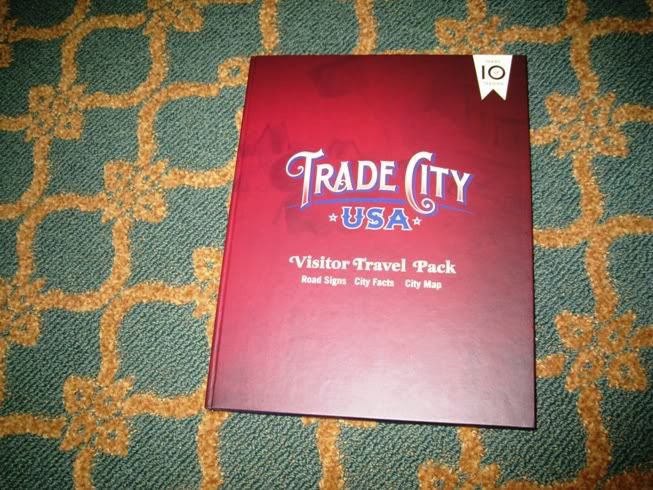 10
TRADE CITY
USA
Visitor Travel Pack
Road Signs City Facts City Map